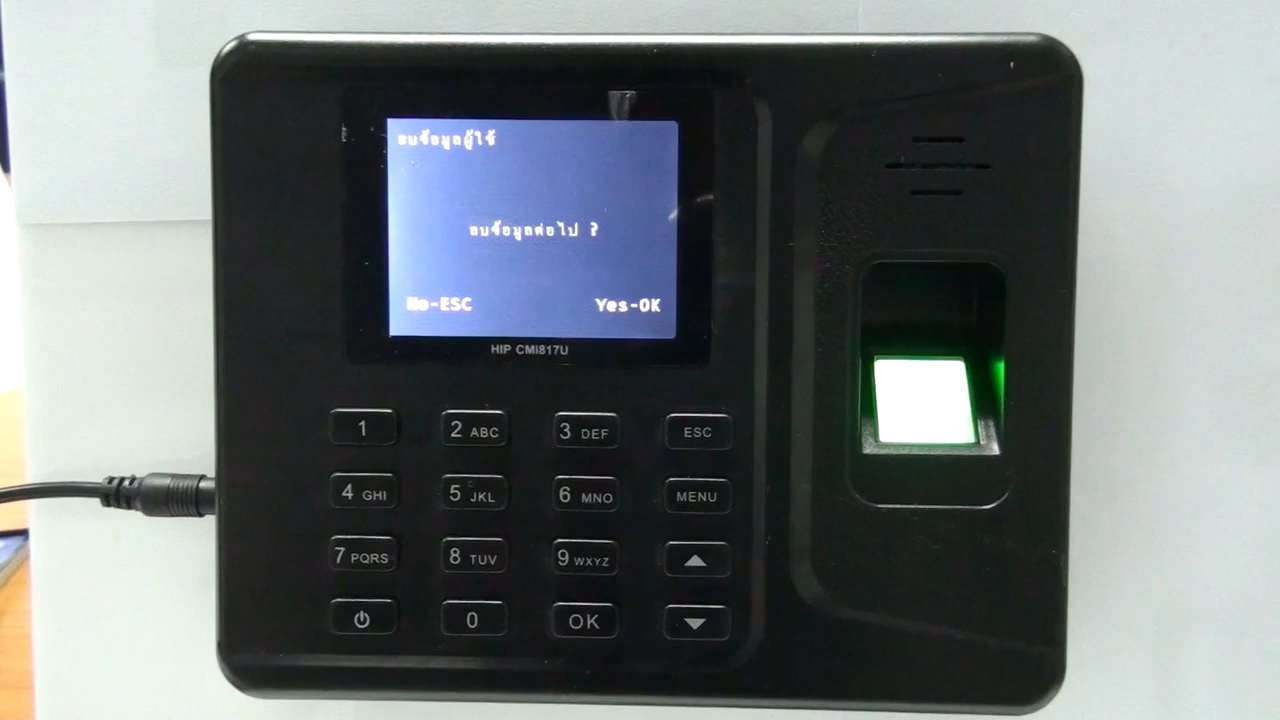 ลบข้อมูลผู้ใช้
ลบข้อมูลต่อไป ?
No-ESC Yes-OK
HIP CMI817U
1 2 ABC 3 DEF ESC
4 GHI 5 JKL 6 MNO MENU
7 PQRS 8 TUV 9 WXYZ
0 OK